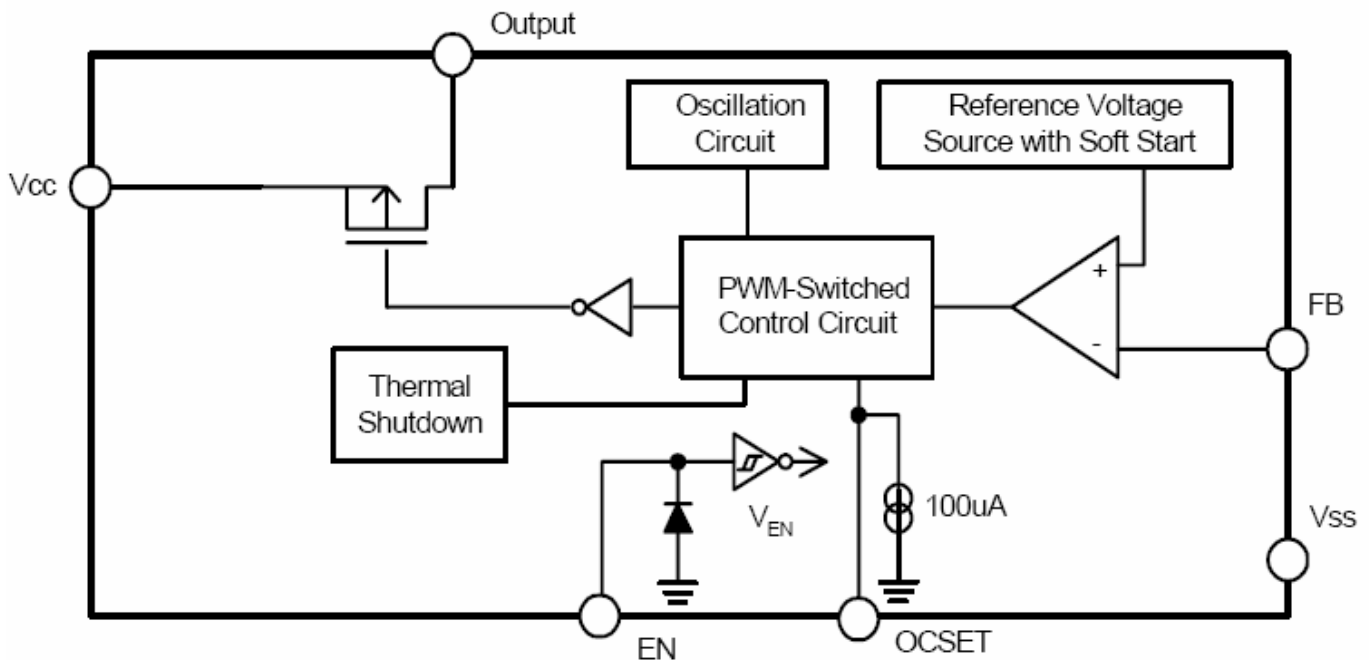 Output
Oscillation
Circuit
Reference Voltage
Source with Soft Start
Vcc
+
PWM-Switched
Control Circuit
-
FB
Thermal
Shutdown
VEN
100uA
Vss
EN
OCSET